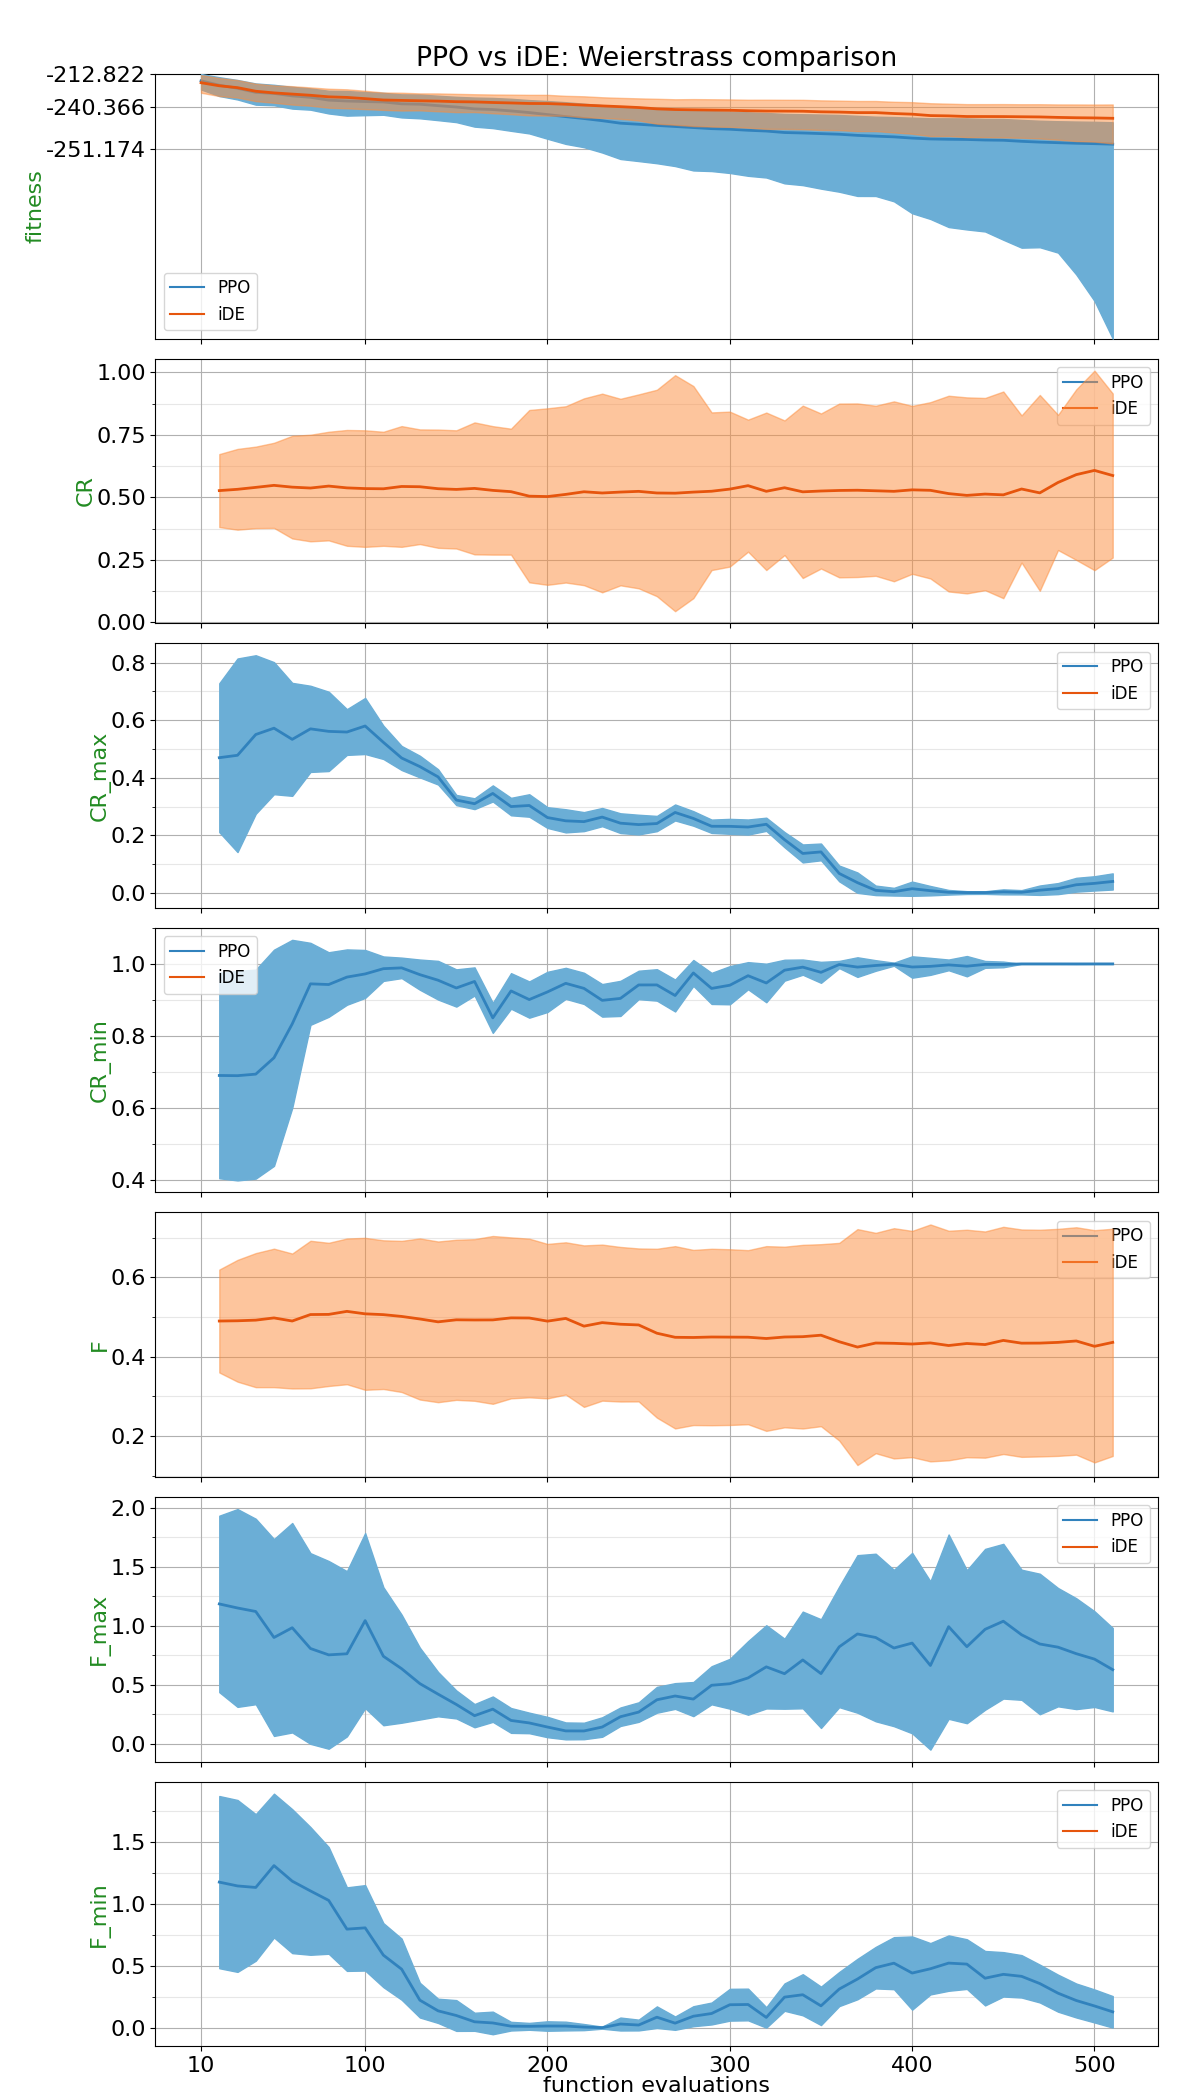 PPO vs iDE: Weierstrass comparison
-212.822
-240.366
-251.174
fitness
PPO
iDE
1.00
0.75
0.50
0.25
0.00
CR
PPO
iDE
0.8
0.6
0.4
0.2
0.0
CR_max
PPO
iDE
1.0
0.8
0.6
0.4
CR_min
PPO
iDE
0.6
0.4
0.2
F
PPO
iDE
2.0
1.5
1.0
0.5
0.0
F_max
PPO
iDE
1.5
1.0
0.5
0.0
F_min
PPO
iDE
10 100 200 300 400 500
function evaluations